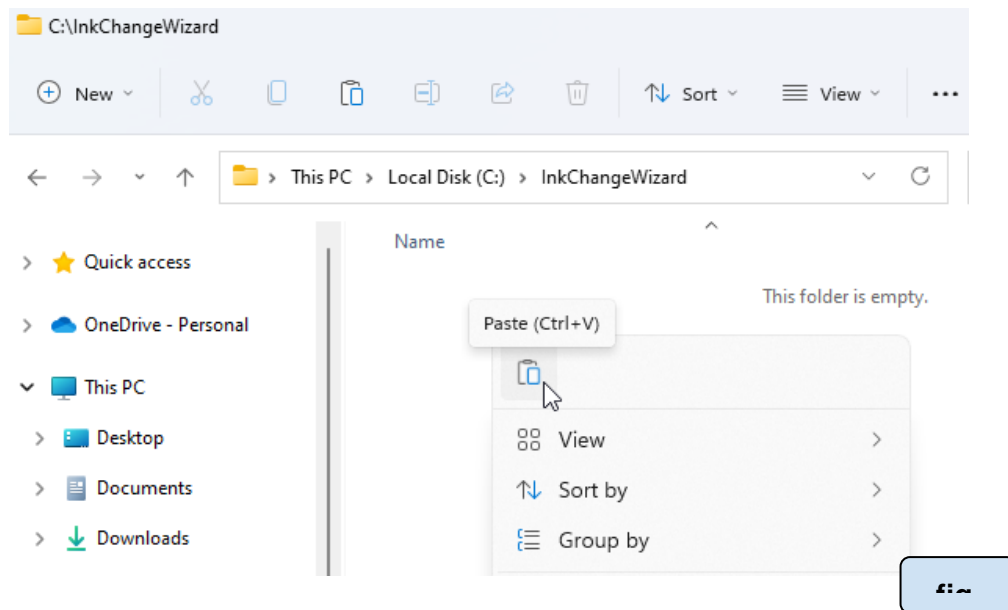 C:\InkChangeWizard
New
Sort
View
This PC > Local Disk (C:) > InkChangeWizard
Name
Quick access
This folder is empty.
Paste (Ctrl+V)
OneDrive - Personal
This PC
View
Desktop
Sort by
Documents
Group by
Downloads